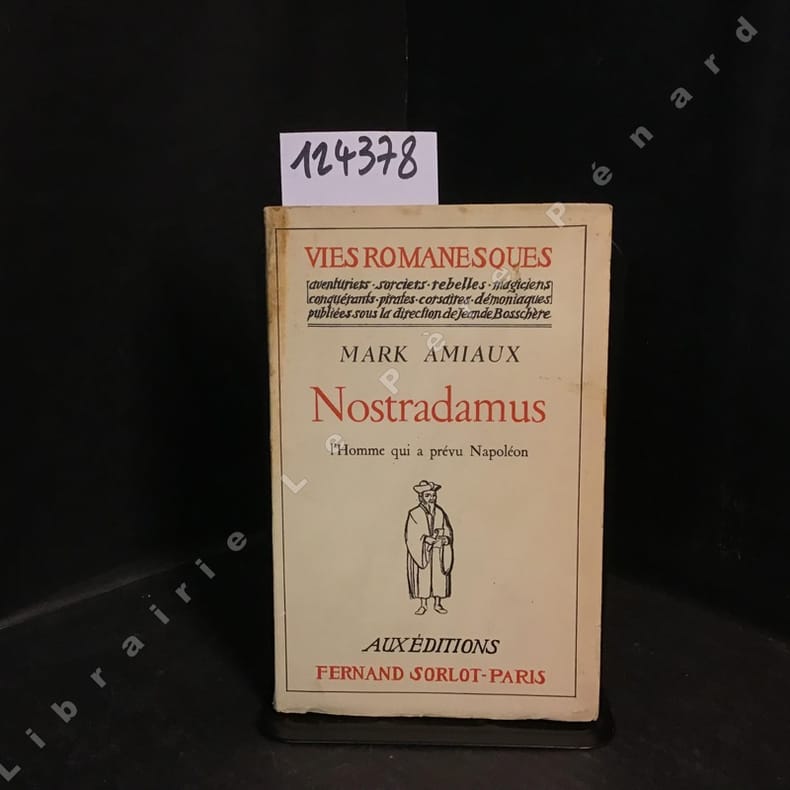 124378
VIES ROMANESQUES
aventuriers·sorciers·rebelles·magiciens
conquérants·pirates·corsaires·démoniaques
publiées sous la direction de Jean de Bosschère
MARK AMIAUX
Nostradamus
l'Homme qui a prévu Napoléon
AUX ÉDITIONS
FERNAND SORLOT-PARIS
Librairie Le Père Pénard